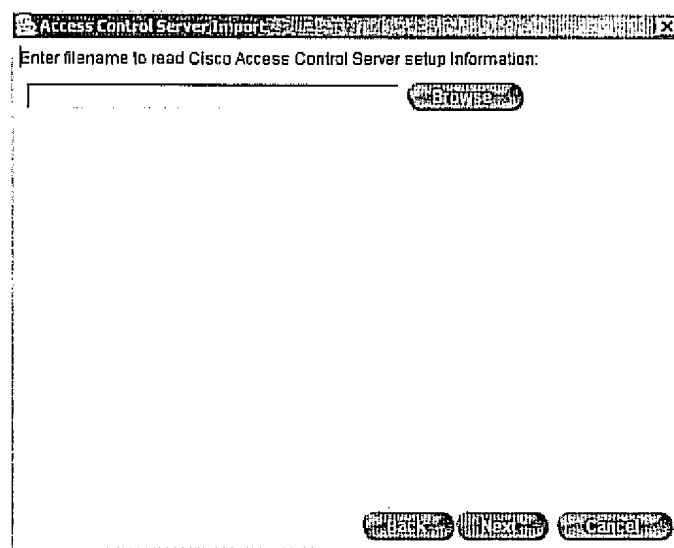 Access Control Server Import
Enter filename to read Cisco Access Control Server setup Information:
Browse
Back Next Cancel